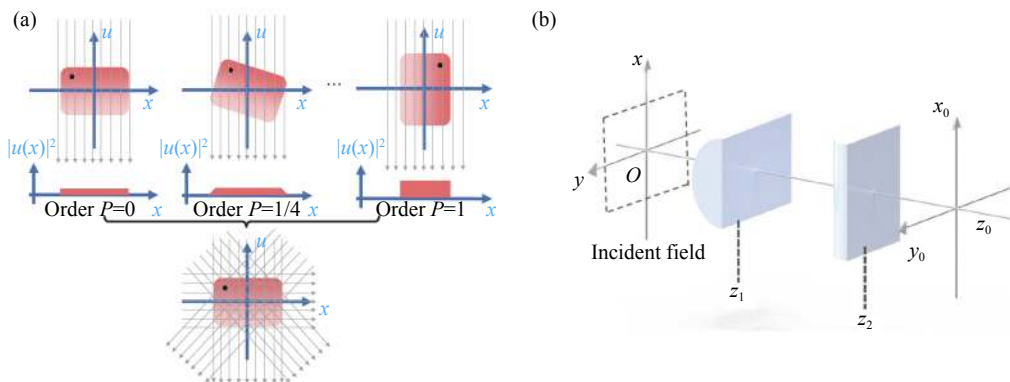 (a)
u
u
u
x
x
...
x
|u(x)|²
|u(x)|²
|u(x)|²
Order P=0
x
Order P=1/4
x
Order P=1
x
u
x
(b)
x
y
O
Incident field
z₁
z₂
x₀
y₀
z₀